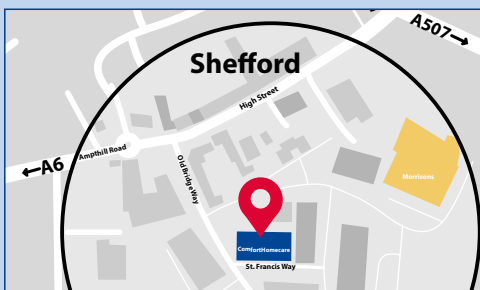 A507→
Shefford
High Street
Ampthill Road
←A6
Old Bridge Way
Morrisons
ComfortHomecare
St. Francis Way